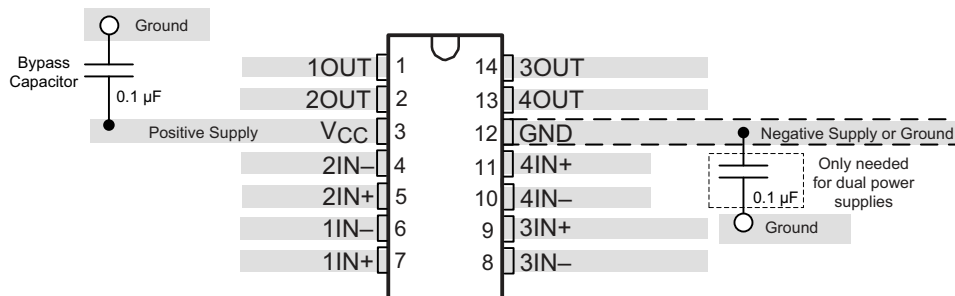 Ground
Bypass
Capacitor
0.1 µF
Positive Supply
1OUT 1
2OUT 2
VCC 3
2IN– 4
2IN+ 5
1IN– 6
1IN+ 7
14 3OUT
13 4OUT
12 GND
11 4IN+
10 4IN–
9 3IN+
8 3IN–
Negative Supply or Ground
Only needed
for dual power
supplies
0.1 µF
Ground